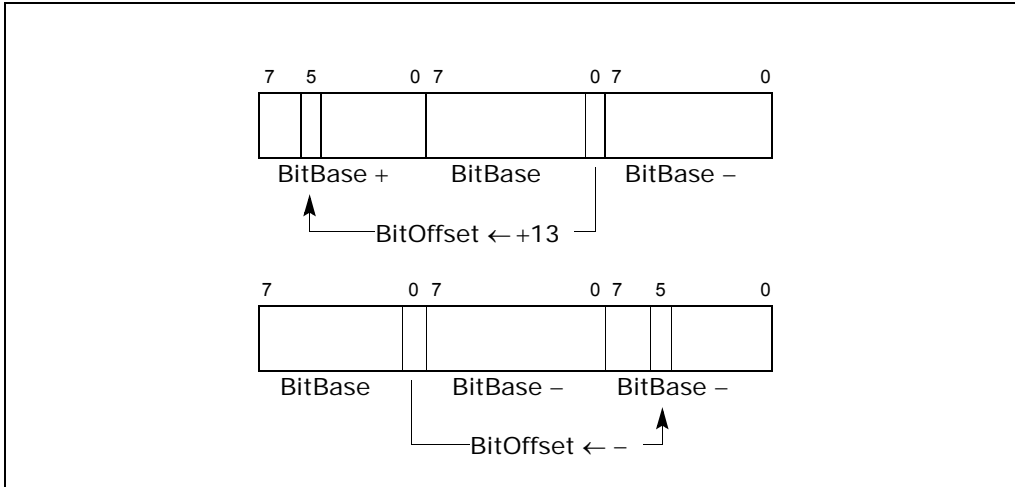 7 5 0 7 0 7 0
BitBase + BitBase BitBase −
BitOffset ← +13
7 0 7 0 7 5 0
BitBase BitBase − BitBase −
BitOffset ← −